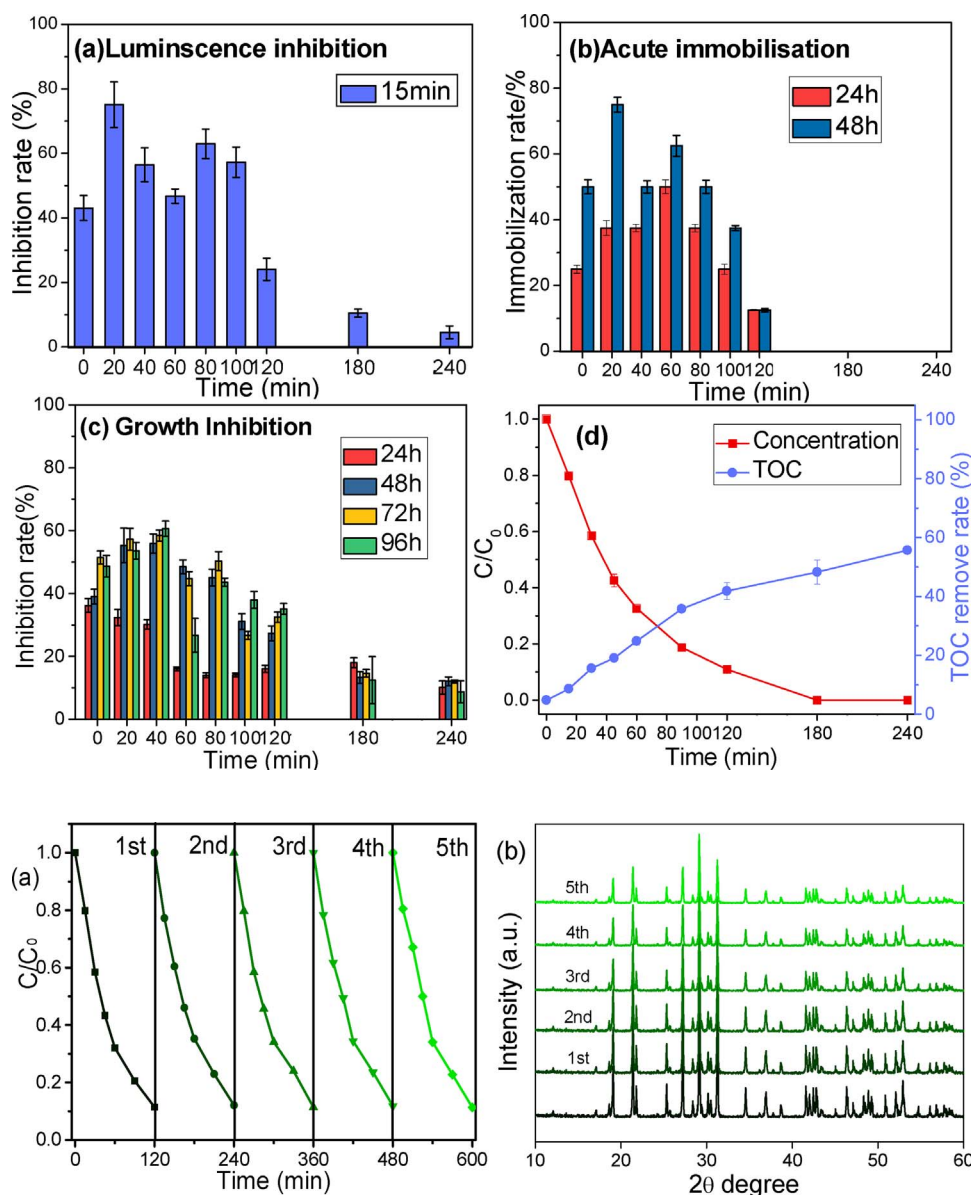 (a)Luminscence inhibition
15min
Inhibition rate (%)
100
80
60
40
20
0
0 20 40 60 80 100 120 180 240
Time (min)
(b)Acute immobilisation
24h
48h
Immobilization rate/%
100
80
60
40
20
0
0 20 40 60 80 100 120 180 240
Time (min)
(c) Growth Inhibition
24h
48h
72h
96h
Inhibition rate(%)
100
80
60
40
20
0
0 20 40 60 80 100 120 180 240
Time (min)
(d)
Concentration
TOC
C/C0
1.0
0.8
0.6
0.4
0.2
0.0
TOC remove rate (%)
100
80
60
40
20
0
0 20 40 60 80 100 120 180 240
Time (min)
(a)
1st 2nd 3rd 4th 5th
C/C0
1.0
0.8
0.6
0.4
0.2
0.0
0 120 240 360 480 600
Time (min)
(b)
5th
4th
3rd
2nd
1st
Intensity (a.u.)
10 20 30 40 50 60
2θ degree